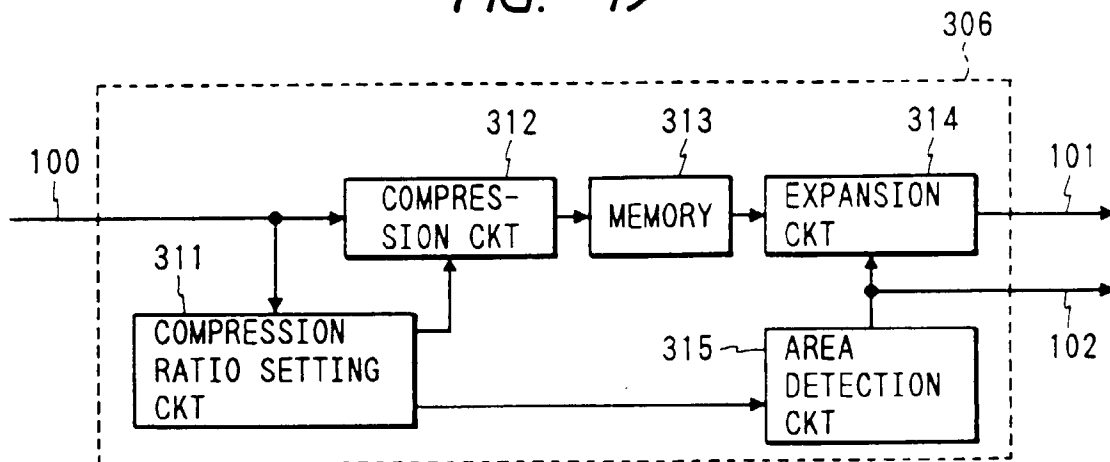 FIG.
306
312
313
314
100
101
COMPRES-
SION CKT
MEMORY
EXPANSION
CKT
311
COMPRESSION
RATIO SETTING
CKT
315
AREA
DETECTION
CKT
102